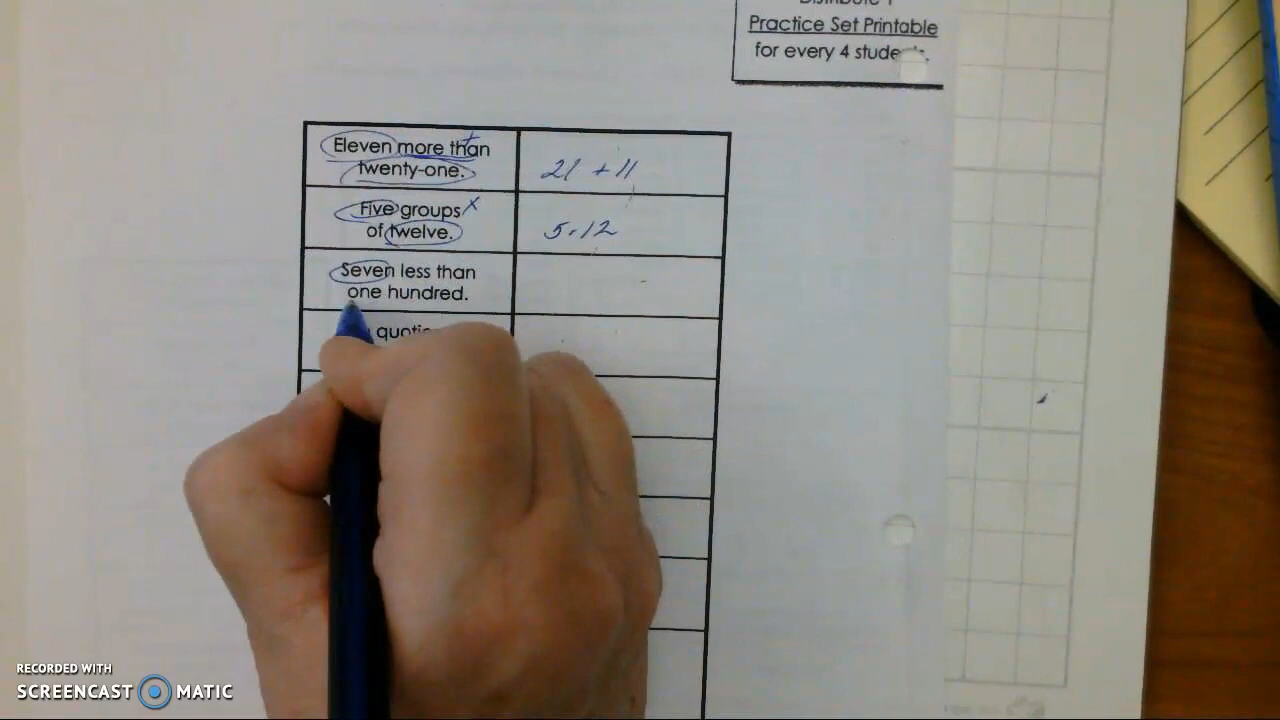 Practice Set Printable
for every 4
Eleven more than
twenty-one.
21 + 11
Five groups x
of twelve.
5 · 12
Seven less than
one hundred.
RECORDED WITH
SCREENCAST MATIC